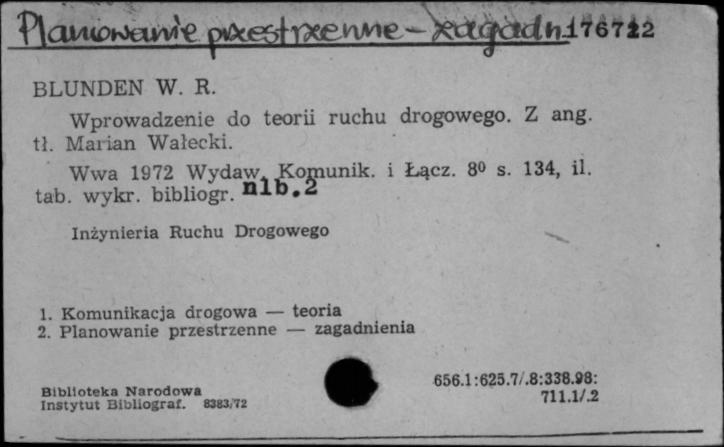 Planowanie przestrzenne - zagadn. 176722
BLUNDEN W. R.
Wprowadzenie do teorii ruchu drogowego. Z ang.
tł. Marian Wałecki.
Wwa 1972 Wydaw. Komunik. i Łącz. 8⁰ s. 134, il.
tab. wykr. bibliogr. nlb.2
Inżynieria Ruchu Drogowego
1. Komunikacja drogowa — teoria
2. Planowanie przestrzenne — zagadnienia
656.1:625.7/.8:338.98:
711.1/.2
Biblioteka Narodowa
Instytut Bibliograf. 8383/72